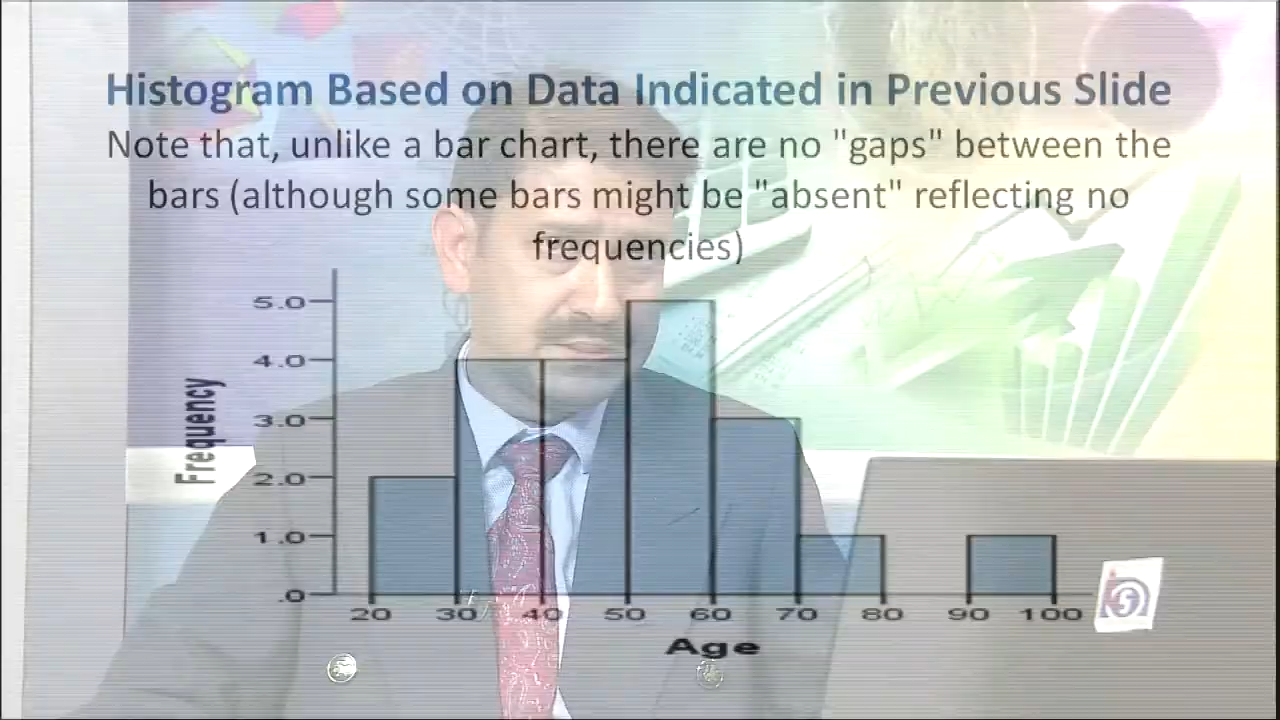 Histogram Based on Data Indicated in Previous Slide
Note that, unlike a bar chart, there are no "gaps" between the
bars (although some bars might be "absent" reflecting no
frequencies)
Frequency
5.0
4.0
3.0
2.0
1.0
.0
20 30 40 50 60 70 80 90 100
Age